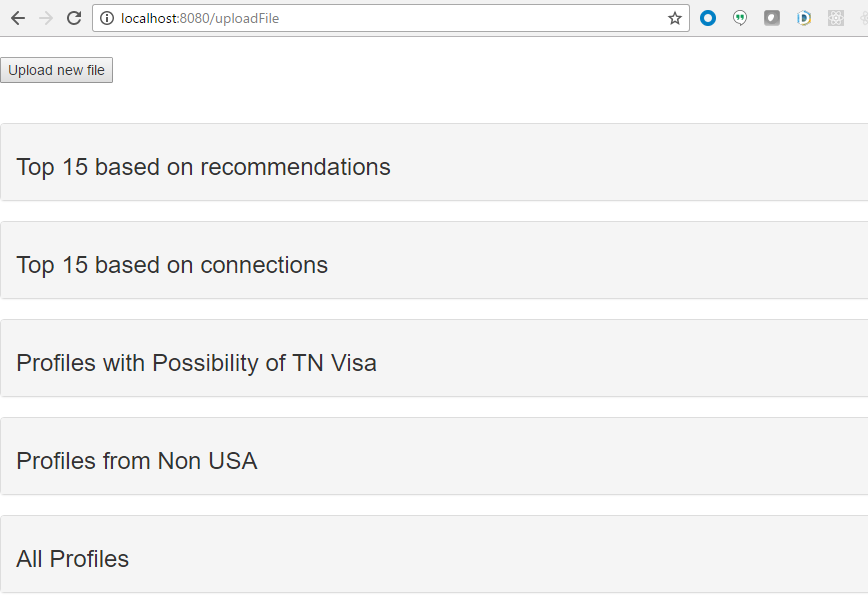 localhost:8080/uploadFile
Upload new file
Top 15 based on recommendations
Top 15 based on connections
Profiles with Possibility of TN Visa
Profiles from Non USA
All Profiles